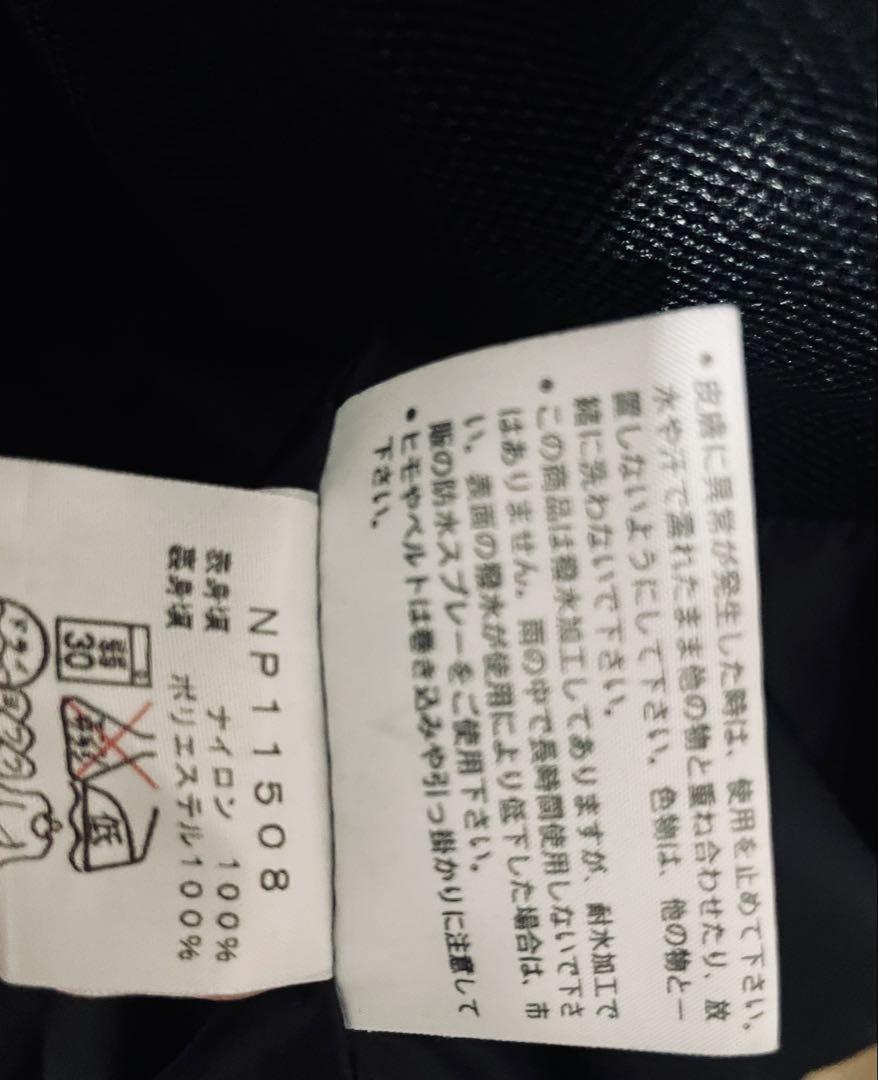 ・皮膚に異常が発生した時は、使用を止めて下さい。
水や汗で濡れたまま他の物と重ね合わせたり、放
置しないようにして下さい。色物は、他の物と一
緒に洗わないで下さい。
・この商品は撥水加工してありますが、耐水加工で
はありません。雨の中で長時間使用しないで下さ
い。表面の撥水が使用により低下した場合は、市
販の防水スプレーをご使用下さい。
・ヒモやベルトは巻き込みや引っ掛かりに注意して
下さい。
NP11508
表身頃 ナイロン 100%
裏身頃 ポリエステル100%
30
低
ドライ